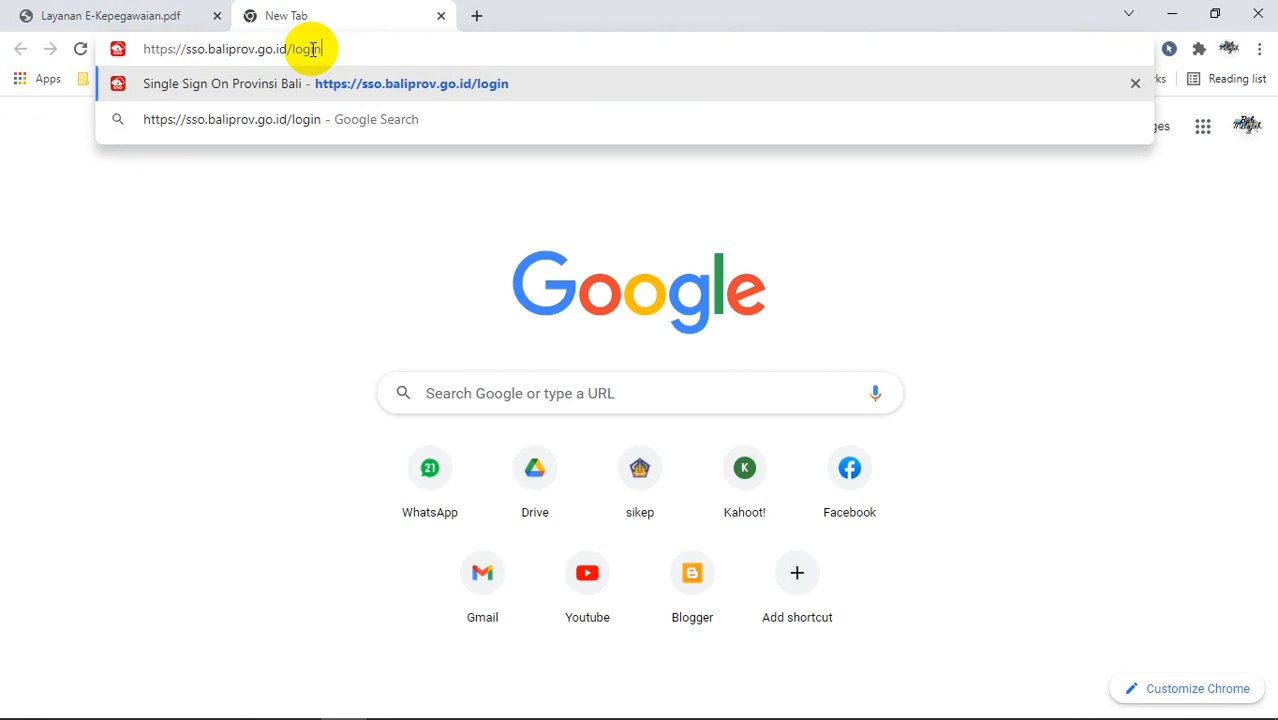 Layanan E-Kepegawaian.pdf
New Tab
https://sso.baliprov.go.id/login
Apps
Single Sign On Provinsi Bali - https://sso.baliprov.go.id/login
Reading list
https://sso.baliprov.go.id/login - Google Search
Google
Search Google or type a URL
21
K
WhatsApp
Drive
sikep
Kahoot!
Facebook
Gmail
Youtube
Blogger
Add shortcut
Customize Chrome